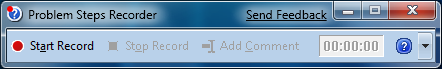 Problem Steps Recorder Send Feedback
Start Record Stop Record Add Comment 00:00:00